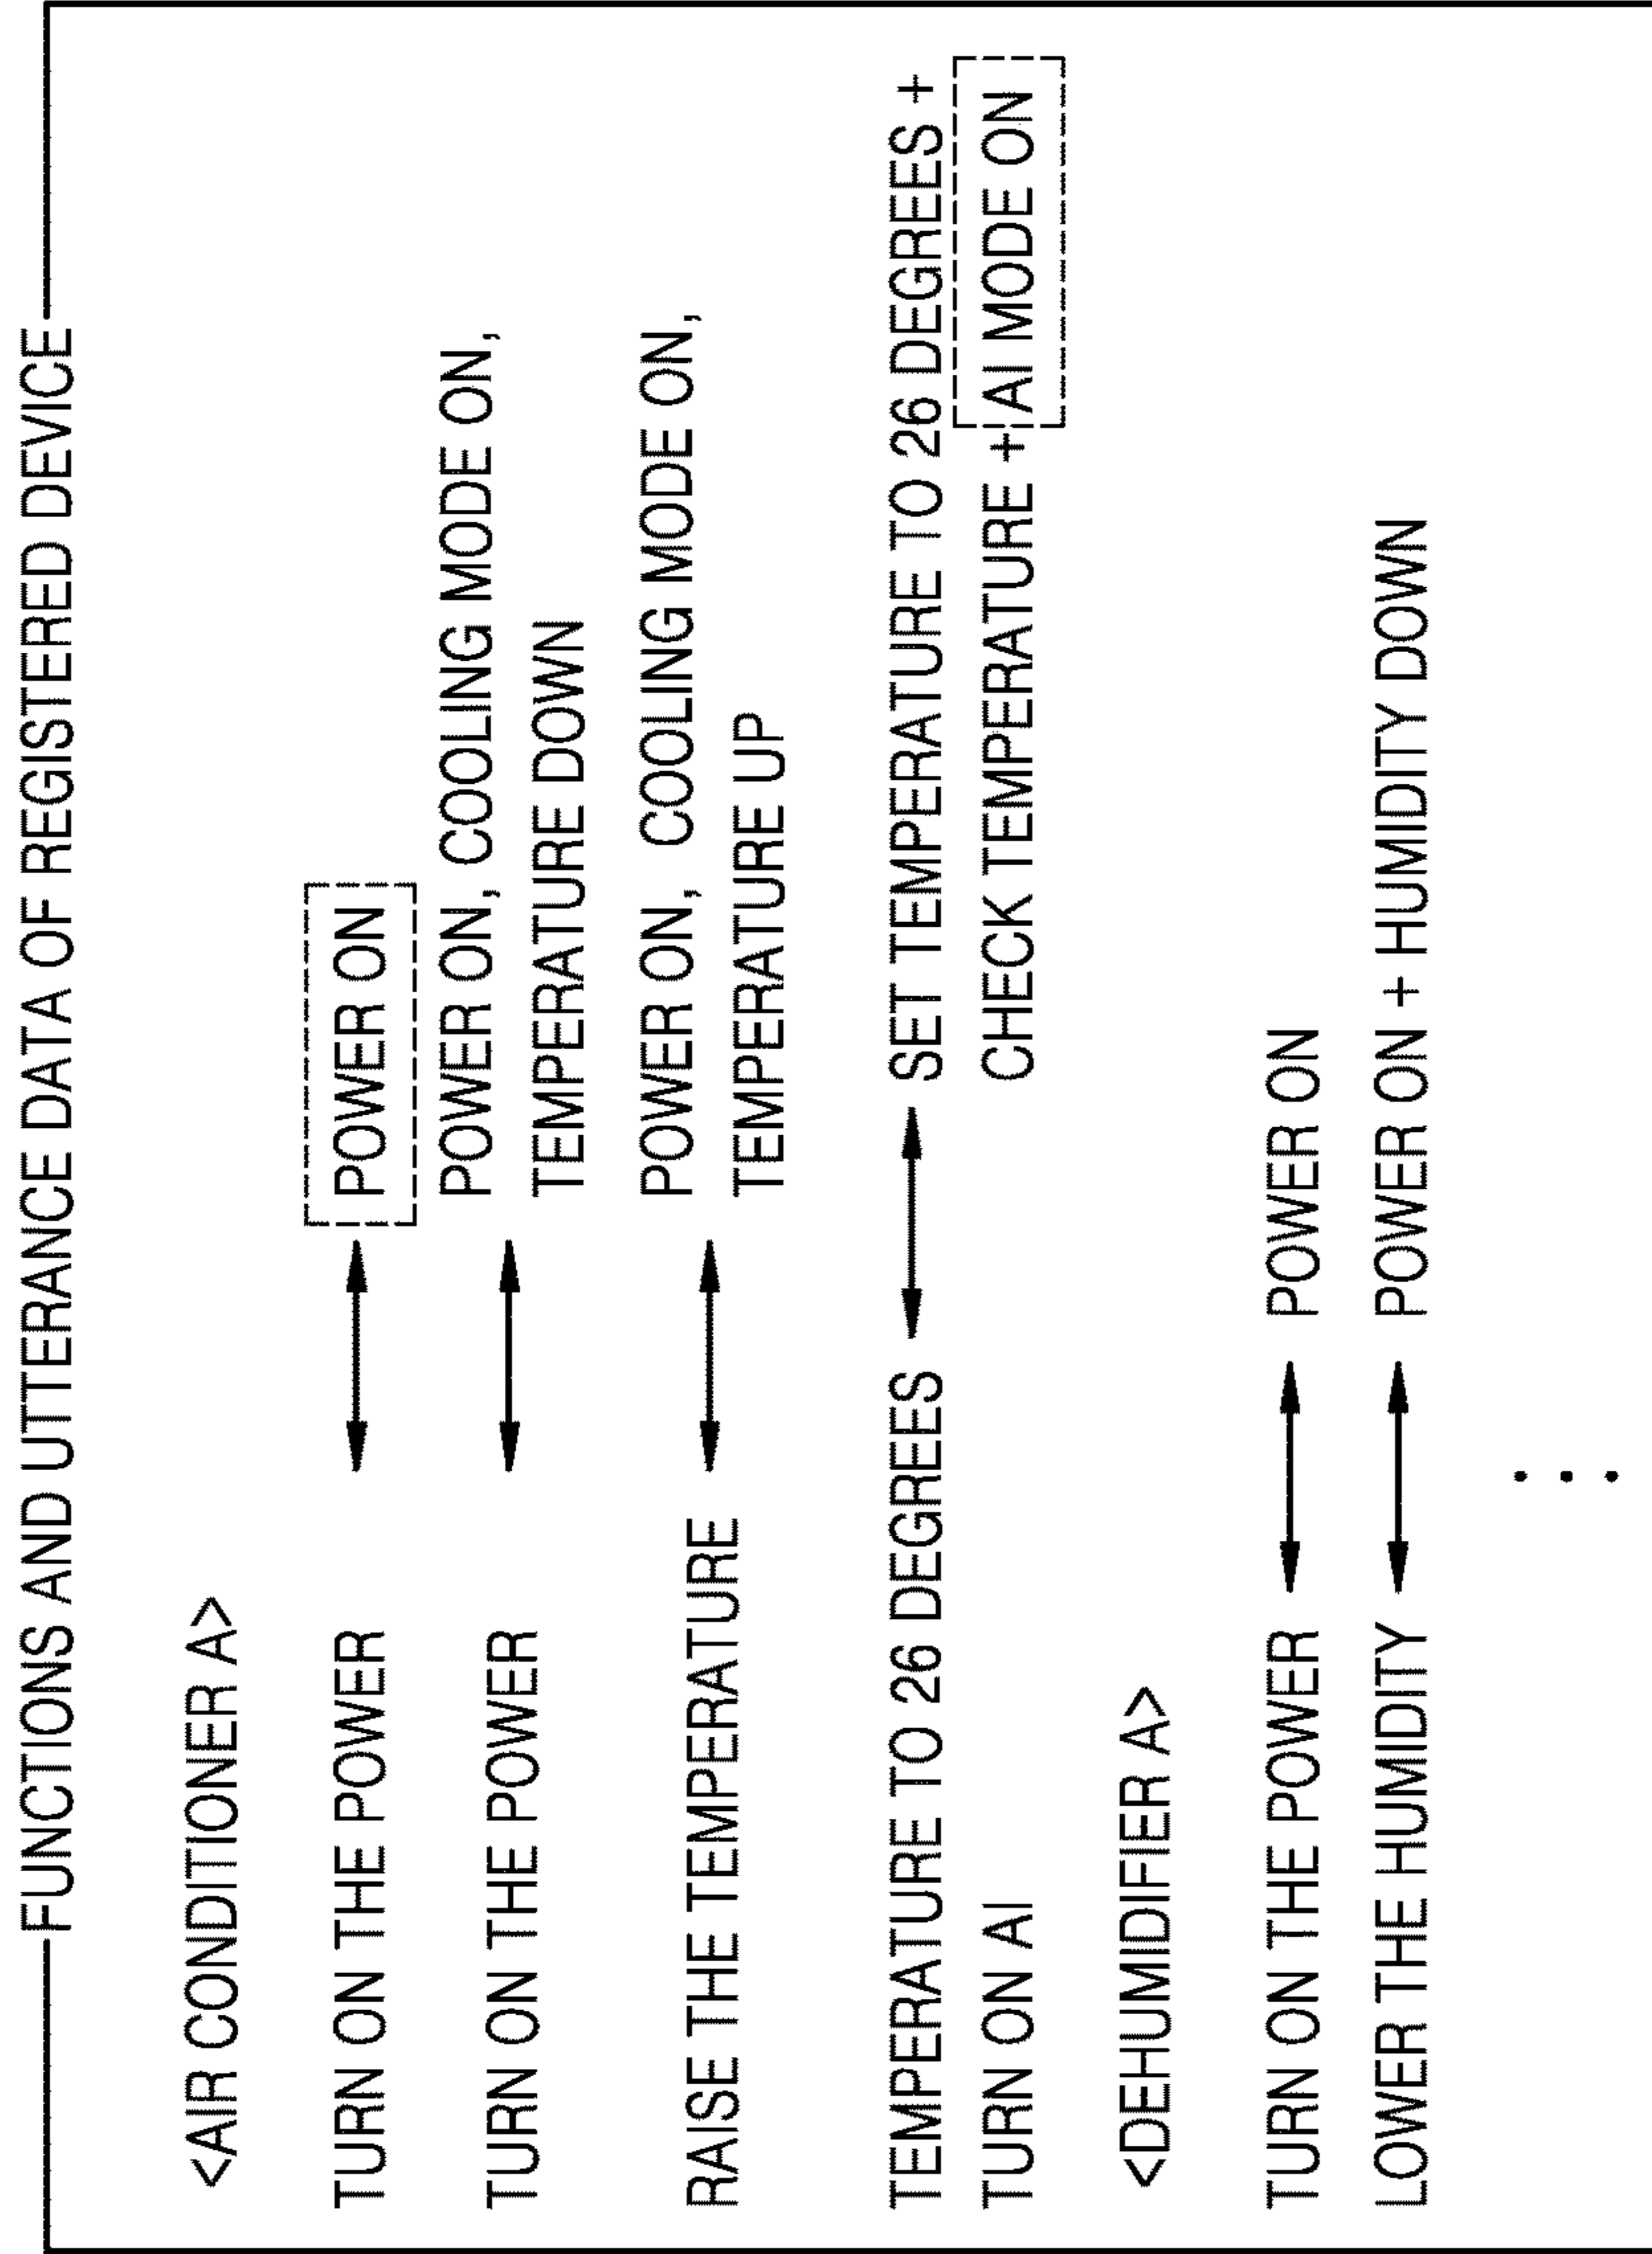 FUNCTIONS AND UTTERANCE DATA OF REGISTERED DEVICE
<AIR CONDITIONER A>
TURN ON THE POWER POWER ON
TURN ON THE POWER POWER ON, COOLING MODE ON,
TEMPERATURE DOWN
RAISE THE TEMPERATURE POWER ON, COOLING MODE ON,
TEMPERATURE UP
TEMPERATURE TO 26 DEGREES SET TEMPERATURE TO 26 DEGREES +
TURN ON AI CHECK TEMPERATURE + AI MODE ON
<DEHUMIDIFIER A>
TURN ON THE POWER POWER ON
LOWER THE HUMIDITY POWER ON + HUMIDITY DOWN